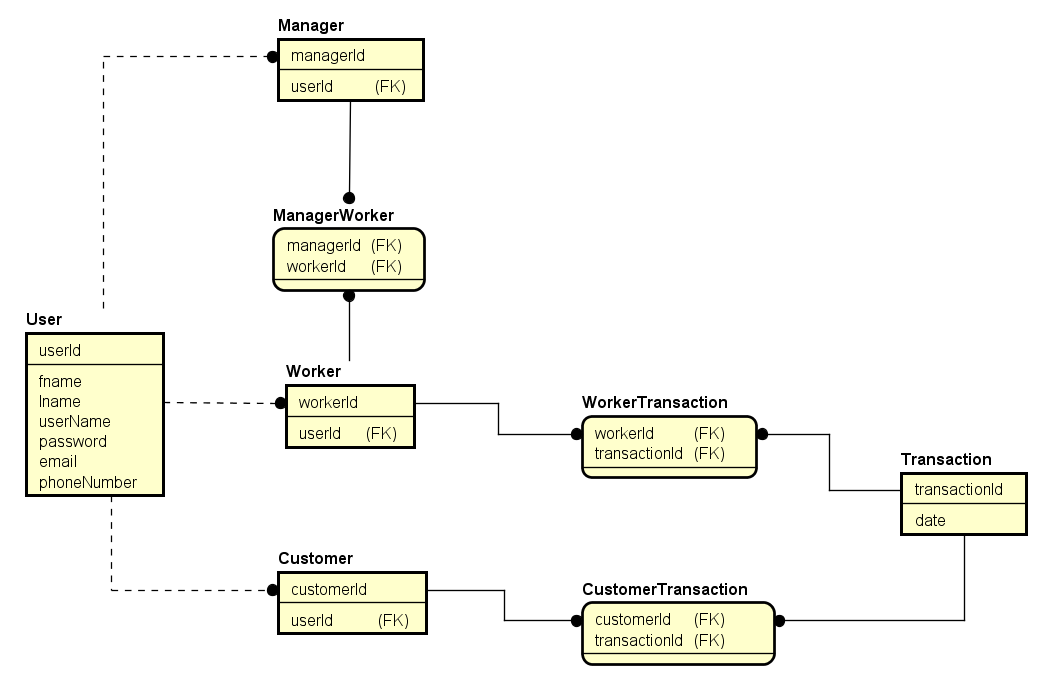 Manager
managerId
userId (FK)
ManagerWorker
managerId (FK)
workerId (FK)
User
userId
fname
lname
userName
password
email
phoneNumber
Worker
workerId
userId (FK)
WorkerTransaction
workerId (FK)
transactionId (FK)
Transaction
transactionId
date
Customer
customerId
userId (FK)
CustomerTransaction
customerId (FK)
transactionId (FK)